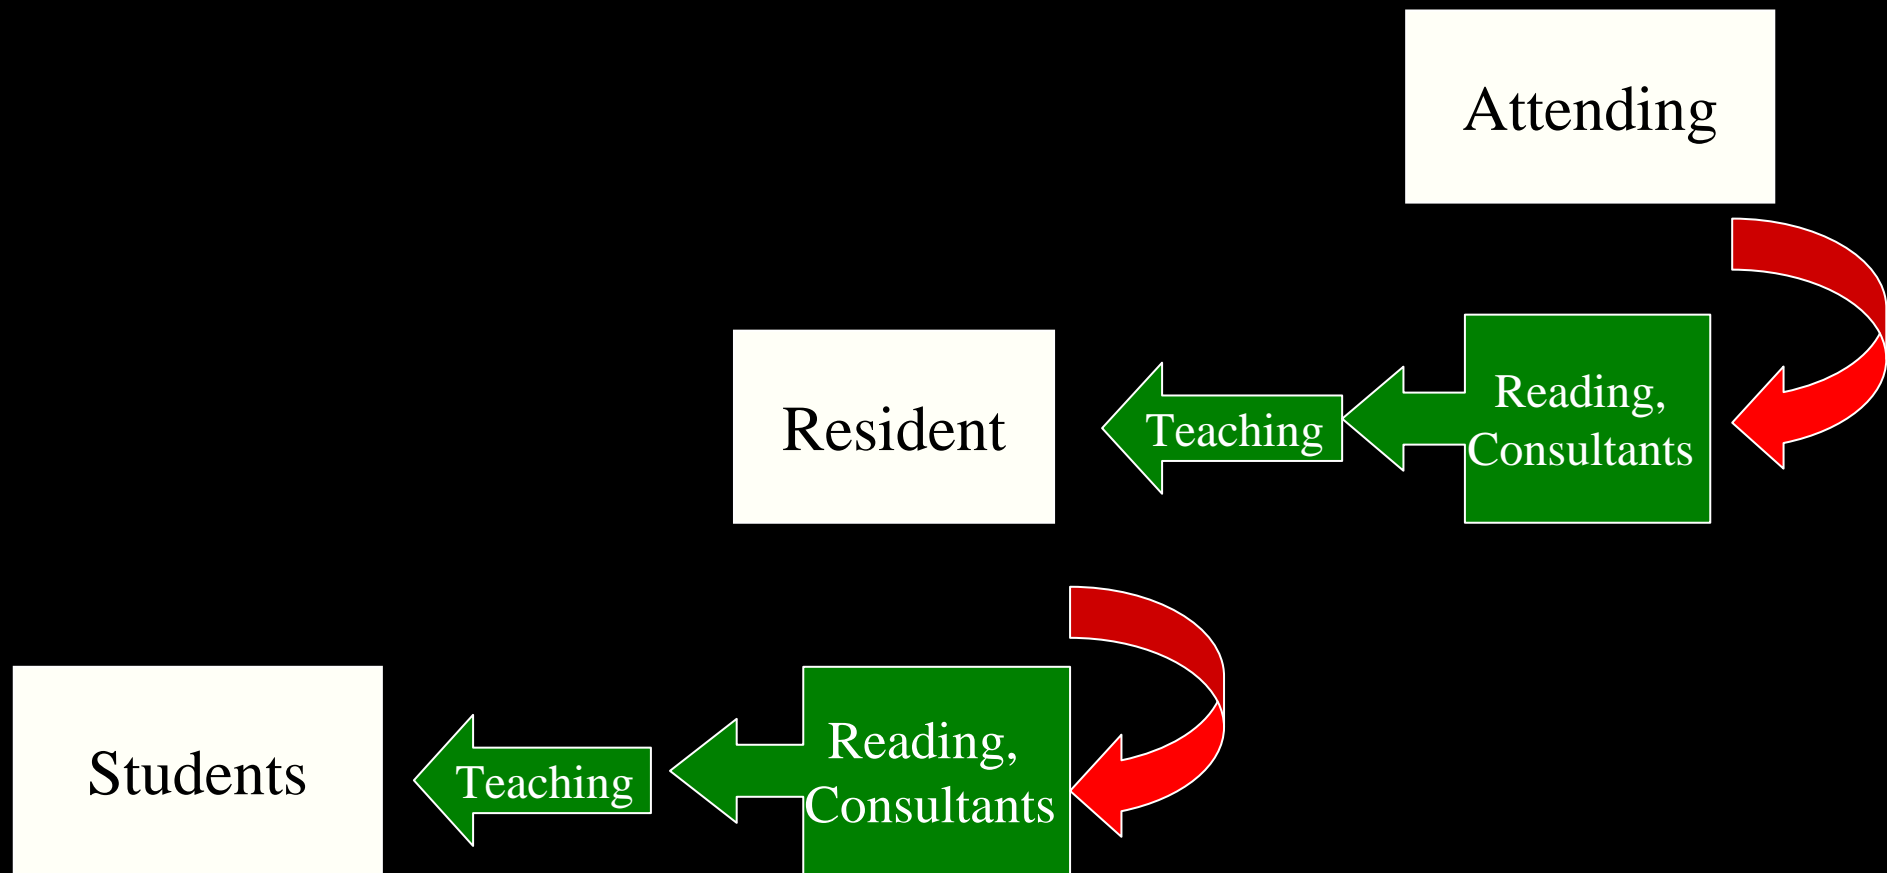 Attending
Resident
Teaching
Reading,
Consultants
Students
Teaching
Reading,
Consultants